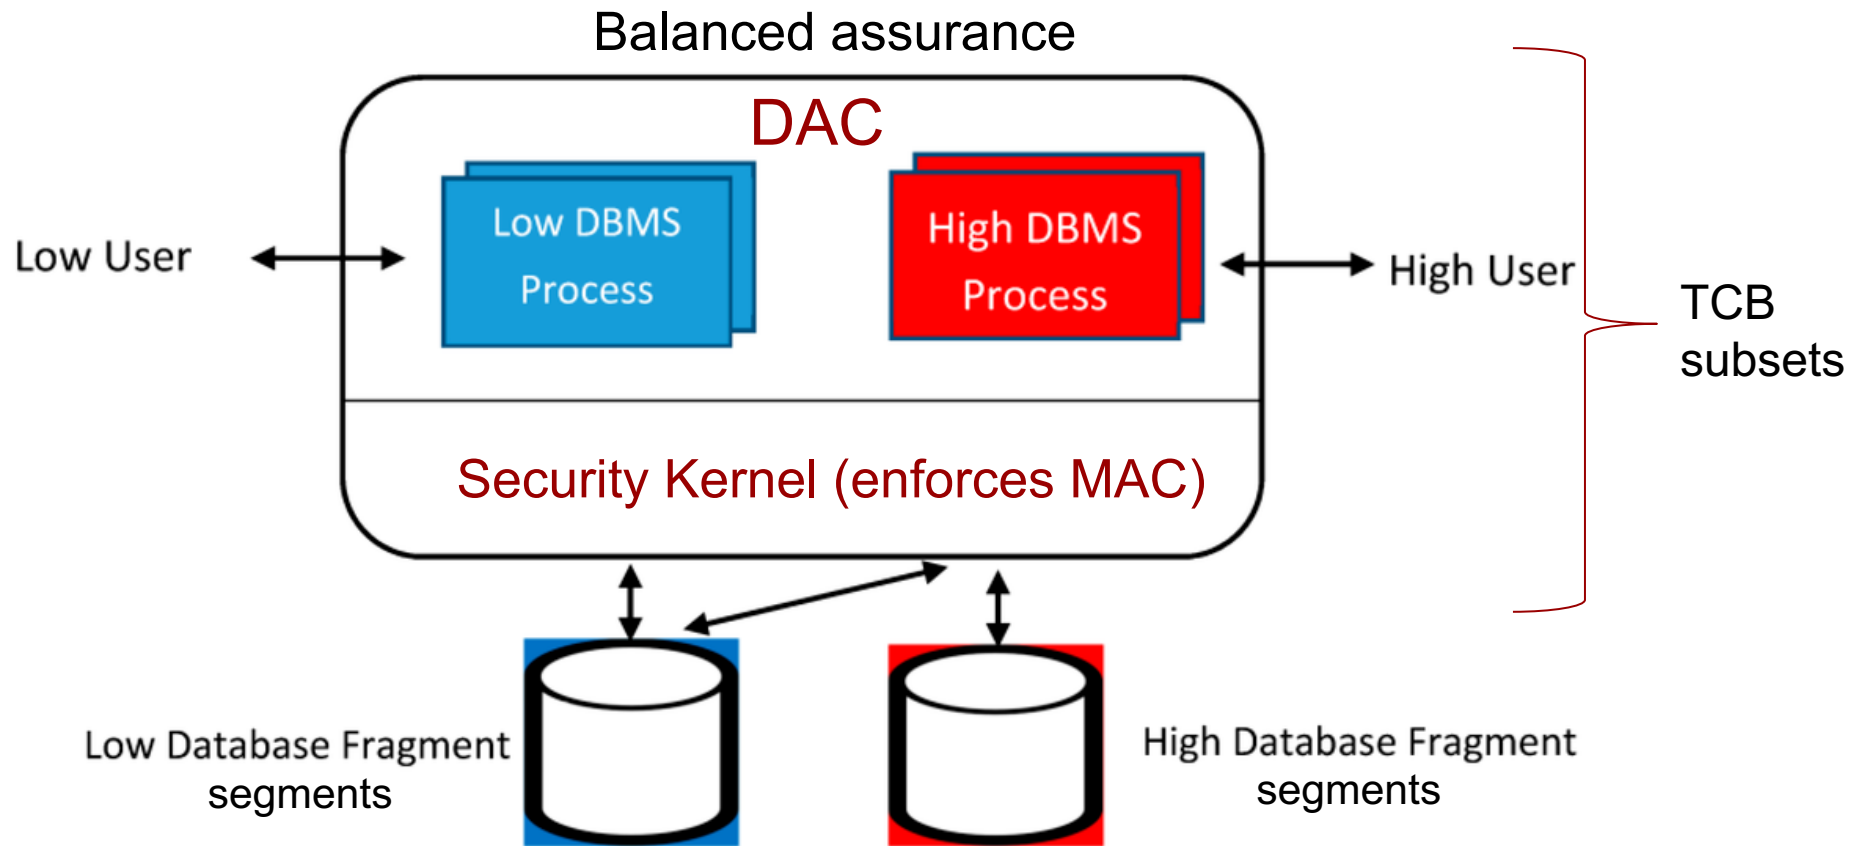 Balanced assurance
DAC
Low DBMS
Process
High DBMS
Process
Low User
High User
TCB
subsets
Security Kernel (enforces MAC)
Low Database Fragment
segments
High Database Fragment
segments